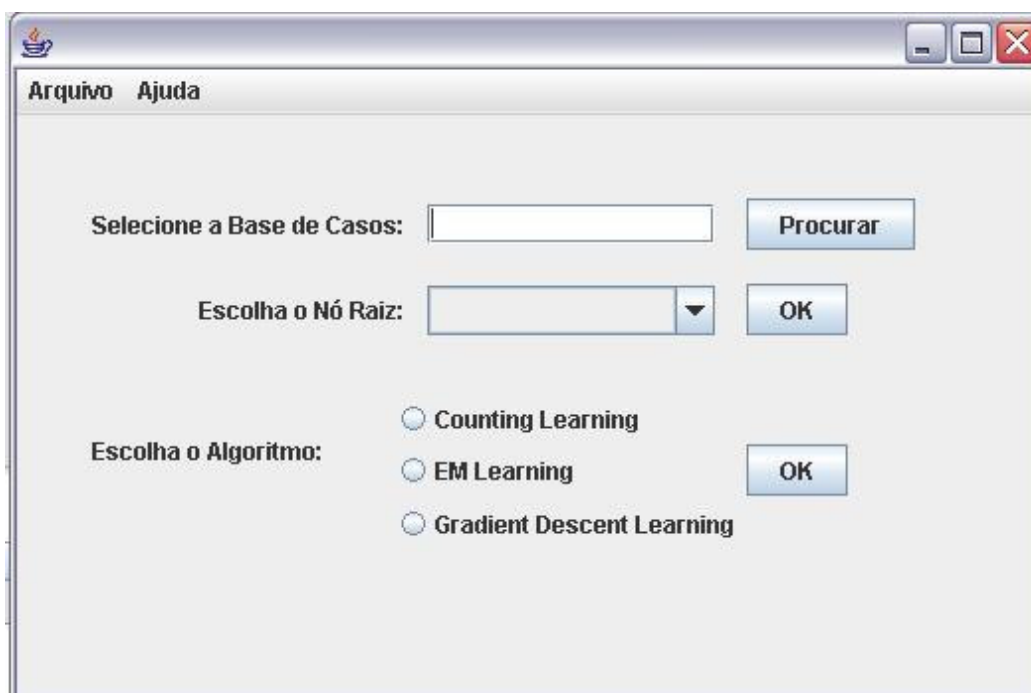 Arquivo Ajuda
Selecione a Base de Casos: Procurar
Escolha o Nó Raiz: OK
Counting Learning
Escolha o Algoritmo:
EM Learning OK
Gradient Descent Learning